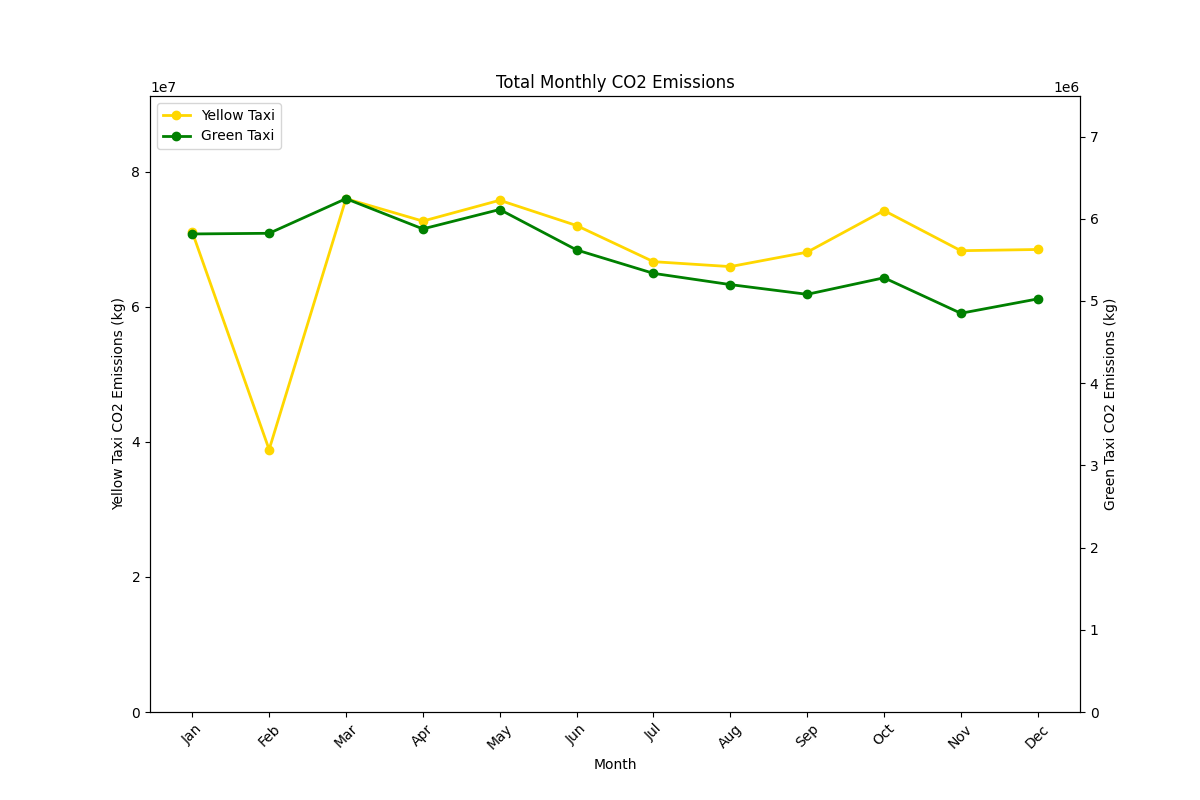 Total Monthly CO2 Emissions
1e7
1e6
Yellow Taxi
Green Taxi
8
6
4
2
0
Yellow Taxi CO2 Emissions (kg)
7
6
5
4
3
2
1
0
Green Taxi CO2 Emissions (kg)
Jan
Feb
Mar
Apr
May
Jun
Jul
Aug
Sep
Oct
Nov
Dec
Month